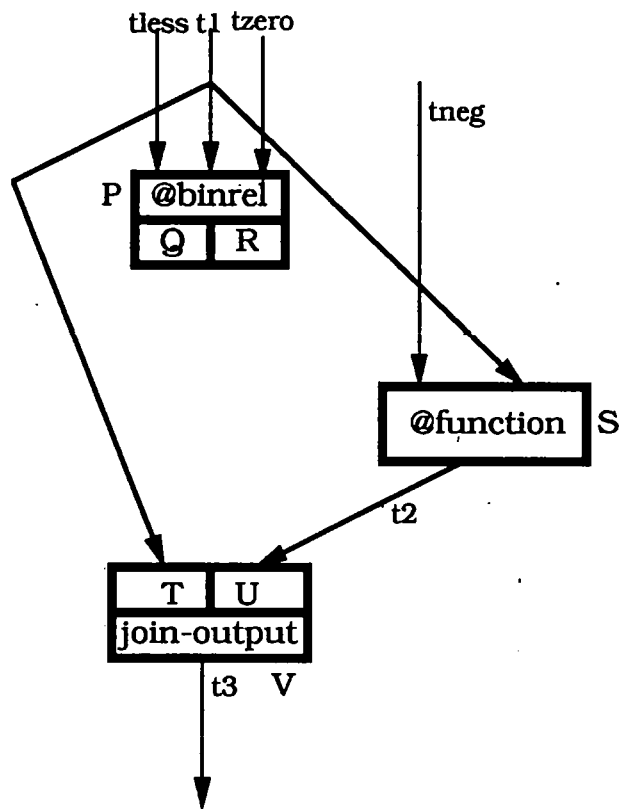 tless t1 tzero
tneg
P @binrel
Q R
@function S
t2
T U
join-output
t3 V